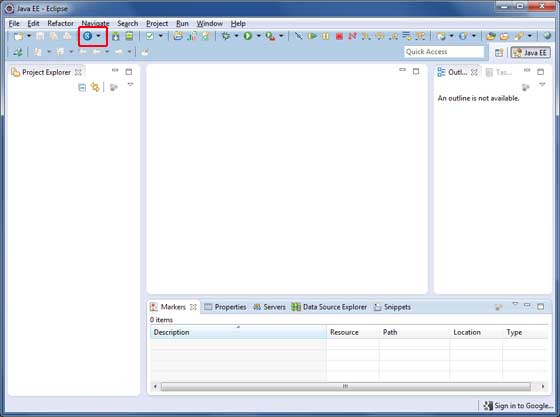 Java EE - Eclipse
File Edit Refactor Navigate Search Project Run Window Help
Quick Access
Java EE
Project Explorer
Outl...
Tas...
An outline is not available.
Markers Properties Servers Data Source Explorer Snippets
0 items
Description Resource Path Location Type
Sign in to Google...